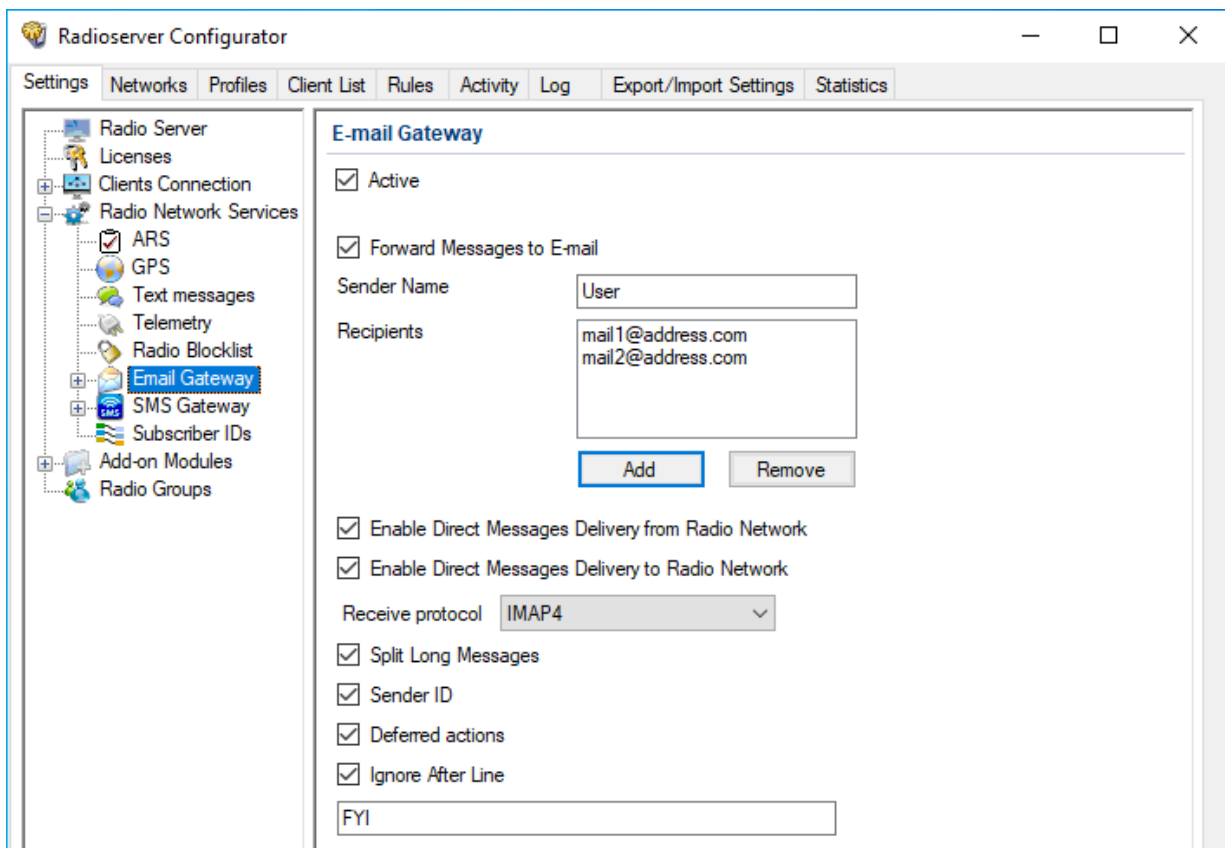 Radioserver Configurator
Settings Networks Profiles Client List Rules Activity Log Export/Import Settings Statistics
Radio Server
Licenses
Clients Connection
Radio Network Services
ARS
GPS
Text messages
Telemetry
Radio Blocklist
Email Gateway
SMS Gateway
Subscriber IDs
Add-on Modules
Radio Groups
E-mail Gateway
Active
Forward Messages to E-mail
Sender Name
User
Recipients
mail1@address.com
mail2@address.com
Add Remove
Enable Direct Messages Delivery from Radio Network
Enable Direct Messages Delivery to Radio Network
Receive protocol IMAP4
Split Long Messages
Sender ID
Deferred actions
Ignore After Line
FYI